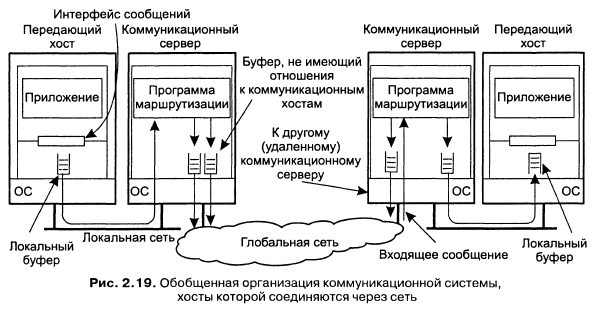 Интерфейс сообщений
Передающий
хост
Коммуникационный
сервер
Коммуникационный
сервер
Передающий
хост
Приложение
Программа
маршрутизации
Буфер, не имеющий
отношения
к коммуникационным
хостам
Программа
маршрутизации
Приложение
К другому
(удаленному)
коммуникационному
серверу
ОС
ОС
ОС
ОС
Локальный
буфер
Локальная сеть
Глобальная сеть
Входящее сообщение
Локальный
буфер
Рис. 2.19. Обобщенная организация коммуникационной системы,
хосты которой соединяются через сеть